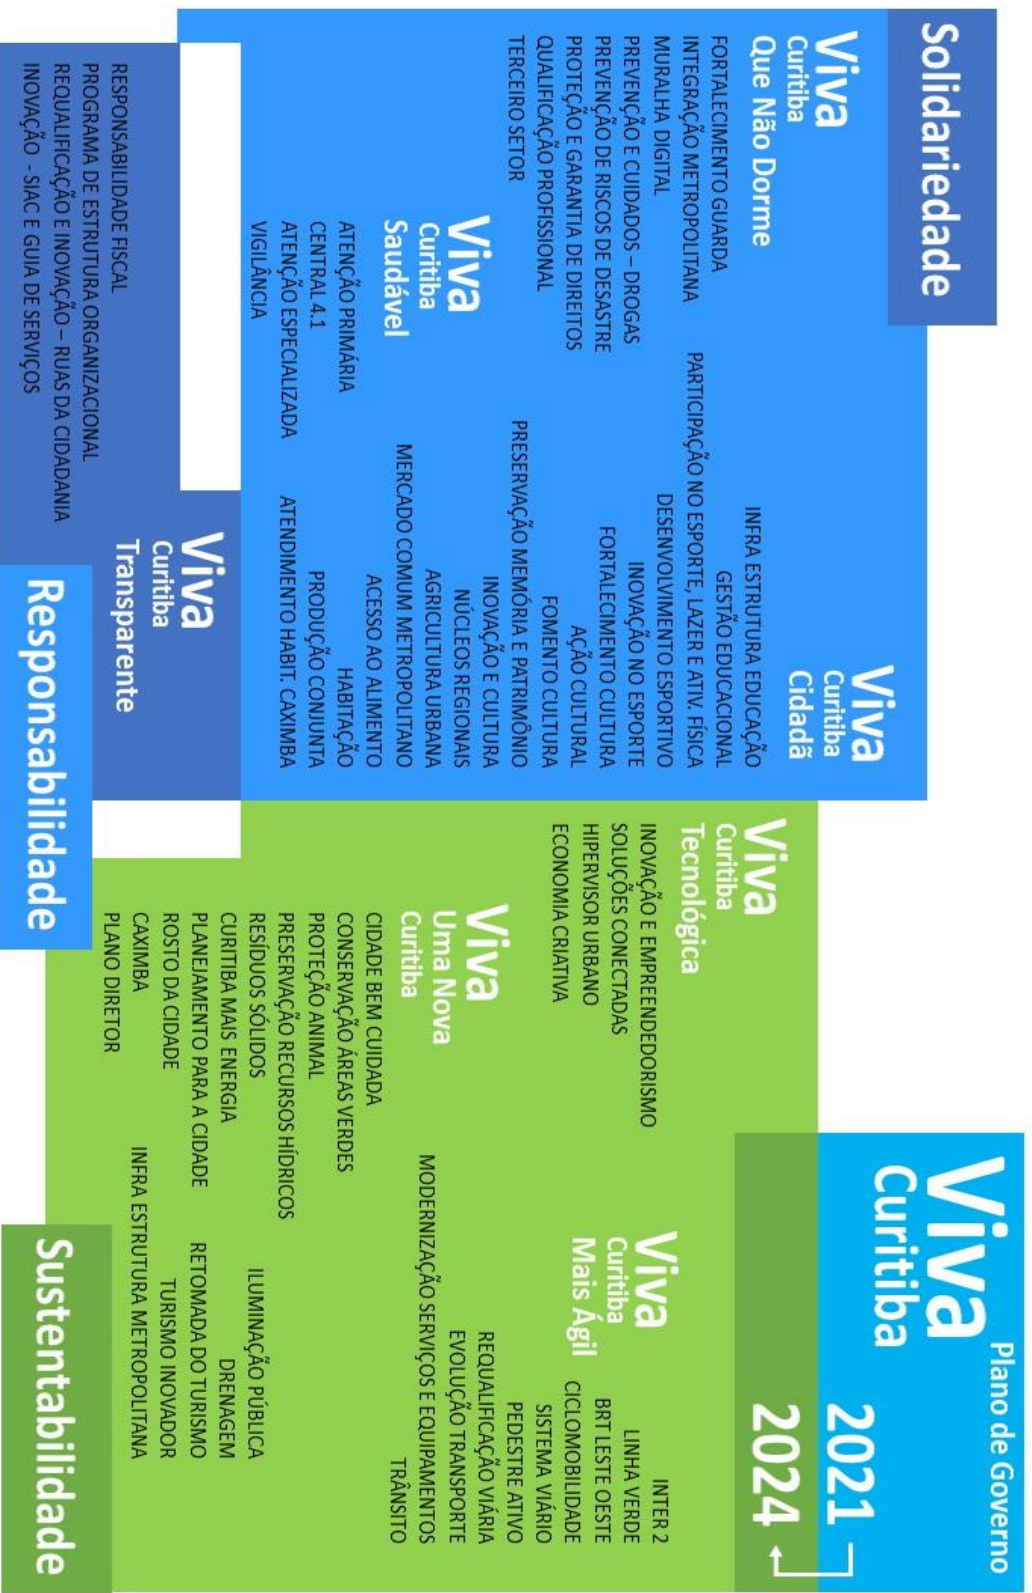 Solidariedade
Viva
Curitiba
Que Não Dorme
FORTALECIMENTO GUARDA
INTEGRAÇÃO METROPOLITANA
MURALHA DIGITAL
PREVENÇÃO E CUIDADOS – DROGAS
PREVENÇÃO DE RISCOS DE DESASTRE
PROTEÇÃO E GARANTIA DE DIREITOS
QUALIFICAÇÃO PROFISSIONAL
TERCEIRO SETOR
Viva
Curitiba
Saudável
ATENÇÃO PRIMÁRIA
CENTRAL 4.1
ATENÇÃO ESPECIALIZADA
VIGILÂNCIA
Viva
Curitiba
Cidadã
INFRA ESTRUTURA EDUCAÇÃO
GESTÃO EDUCACIONAL
PARTICIPAÇÃO NO ESPORTE, LAZER E ATIV. FÍSICA
DESENVOLVIMENTO ESPORTIVO
INOVAÇÃO NO ESPORTE
FORTALECIMENTO CULTURA
AÇÃO CULTURAL
FOMENTO CULTURA
PRESERVAÇÃO MEMÓRIA E PATRIMÔNIO
INOVAÇÃO E CULTURA
NÚCLEOS REGIONAIS
AGRICULTURA URBANA
MERCADO COMUM METROPOLITANO
ACESSO AO ALIMENTO
HABITAÇÃO
PRODUÇÃO CONJUNTA
ATENDIMENTO HABIT. CAXIMBA
RESPONSABILIDADE FISCAL
PROGRAMA DE ESTRUTURA ORGANIZACIONAL
REQUALIFICAÇÃO E INOVAÇÃO – RUAS DA CIDADANIA
INOVAÇÃO - SIAC E GUIA DE SERVIÇOS
Viva
Curitiba
Transparente
Responsabilidade
Plano de Governo
Viva
Curitiba
2021
2024
Viva
Curitiba
Tecnológica
INOVAÇÃO E EMPREENDEDORISMO
SOLUÇÕES CONECTADAS
HIPERVISOR URBANO
ECONOMIA CRIATIVA
Viva
Curitiba
Mais Ágil
INTER 2
LINHA VERDE
BRT LESTE OESTE
CICLOMOBILIDADE
SISTEMA VIÁRIO
PEDESTRE ATIVO
REQUALIFICAÇÃO VIÁRIA
EVOLUÇÃO TRANSPORTE
MODERNIZAÇÃO SERVIÇOS E EQUIPAMENTOS
TRÂNSITO
Viva
Uma Nova
Curitiba
CIDADE BEM CUIDADA
CONSERVAÇÃO ÁREAS VERDES
PROTEÇÃO ANIMAL
PRESERVAÇÃO RECURSOS HÍDRICOS
RESÍDUOS SÓLIDOS
CURITIBA MAIS ENERGIA
PLANEJAMENTO PARA A CIDADE
ROSTO DA CIDADE
CAXIMBA
PLANO DIRETOR
ILUMINAÇÃO PÚBLICA
DRENAGEM
RETOMADA DO TURISMO
TURISMO INOVADOR
INFRA ESTRUTURA METROPOLITANA
Sustentabilidade